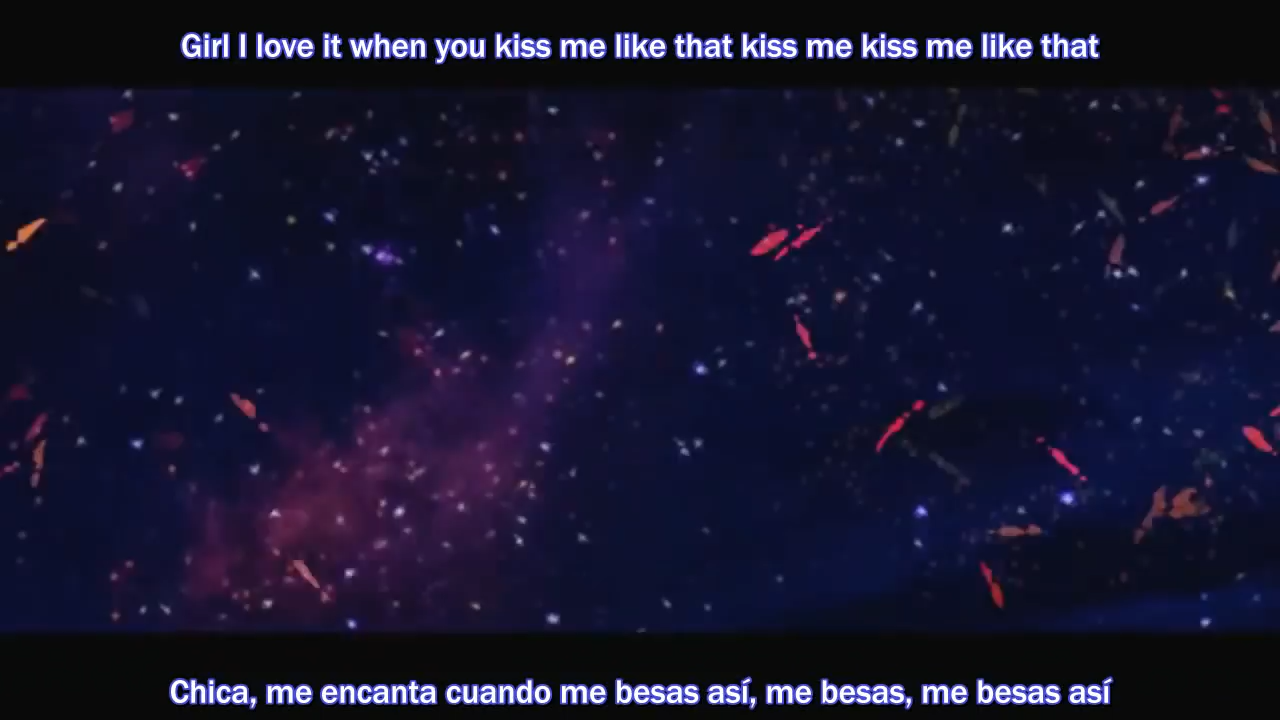 Girl I love it when you kiss me like that kiss me kiss me like that
Chica, me encanta cuando me besas así, me besas, me besas así